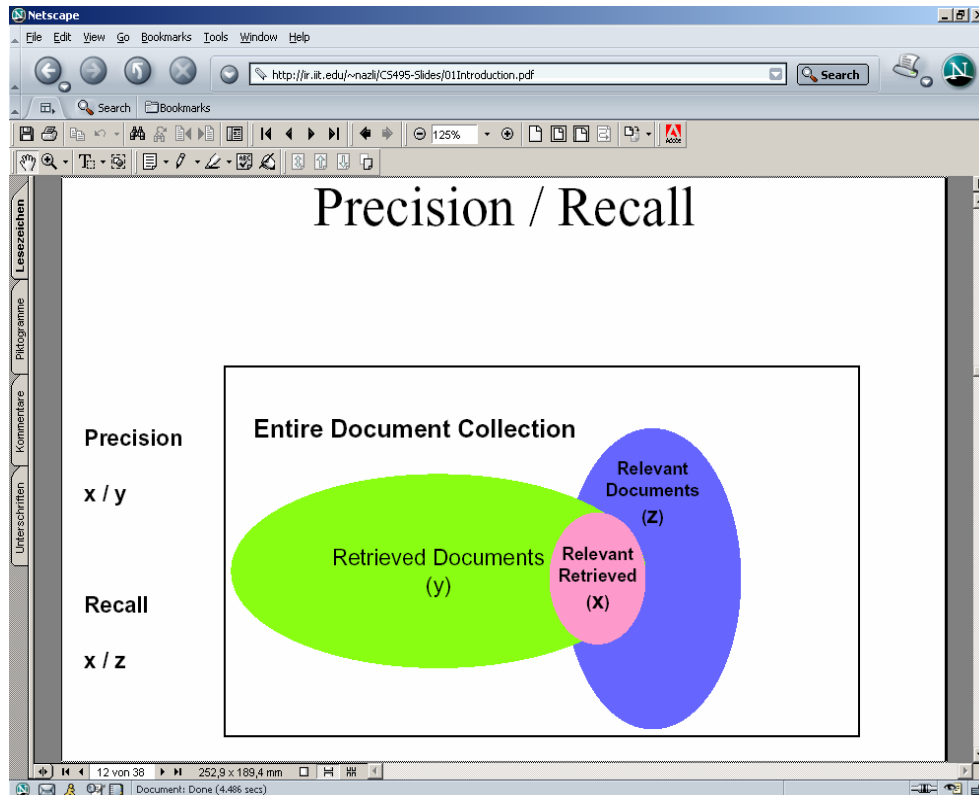 Netscape
File Edit View Go Bookmarks Tools Window Help
http://ir.iit.edu/~nazli/CS495-Slides/01Introduction.pdf
Search
N
Search Bookmarks
125%
Adobe
Precision / Recall
Lesezeichen
Piktogramme
Kommentare
Unterschriften
Entire Document Collection
Precision
x / y
Relevant
Documents
(z)
Retrieved Documents
(y)
Relevant
Retrieved
(x)
Recall
x / z
12 von 38 252,9 x 189,4 mm
Document: Done (4.486 secs)